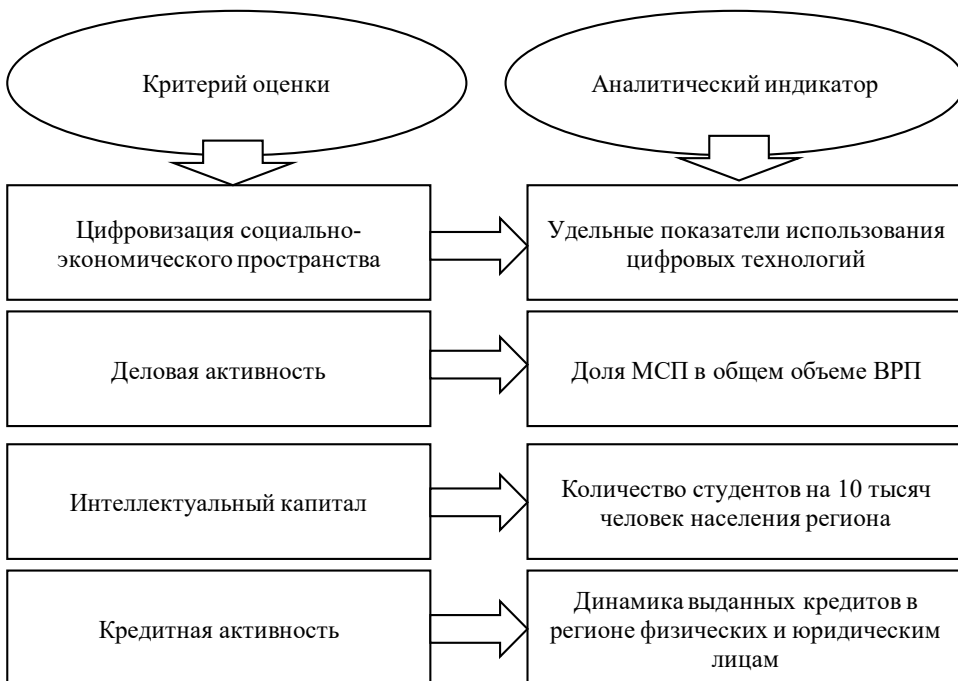 Критерий оценки
Аналитический индикатор
Цифровизация социально-
экономического пространства
Удельные показатели использования
цифровых технологий
Деловая активность
Доля МСП в общем объеме ВРП
Интеллектуальный капитал
Количество студентов на 10 тысяч
человек населения региона
Кредитная активность
Динамика выданных кредитов в
регионе физических и юридическим
лицам